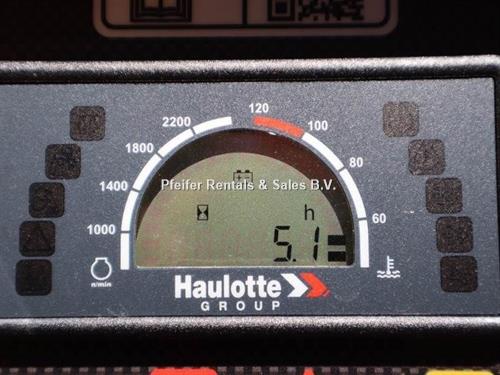 120
2200
100
1800
80
Pfeifer Rentals & Sales B.V.
1400
h
60
1000
5.1
n/min
Haulotte
GROUP